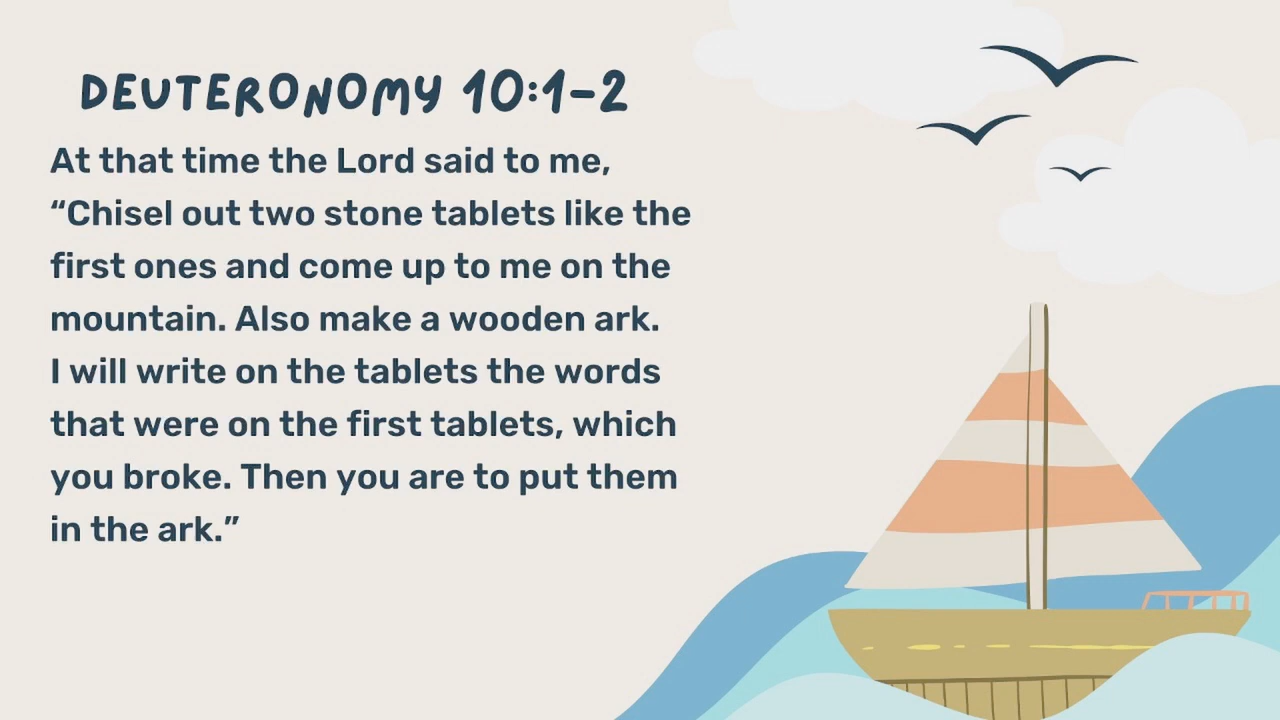 DEUTERONOMY 10:1-2
At that time the Lord said to me,
“Chisel out two stone tablets like the
first ones and come up to me on the
mountain. Also make a wooden ark.
I will write on the tablets the words
that were on the first tablets, which
you broke. Then you are to put them
in the ark.”